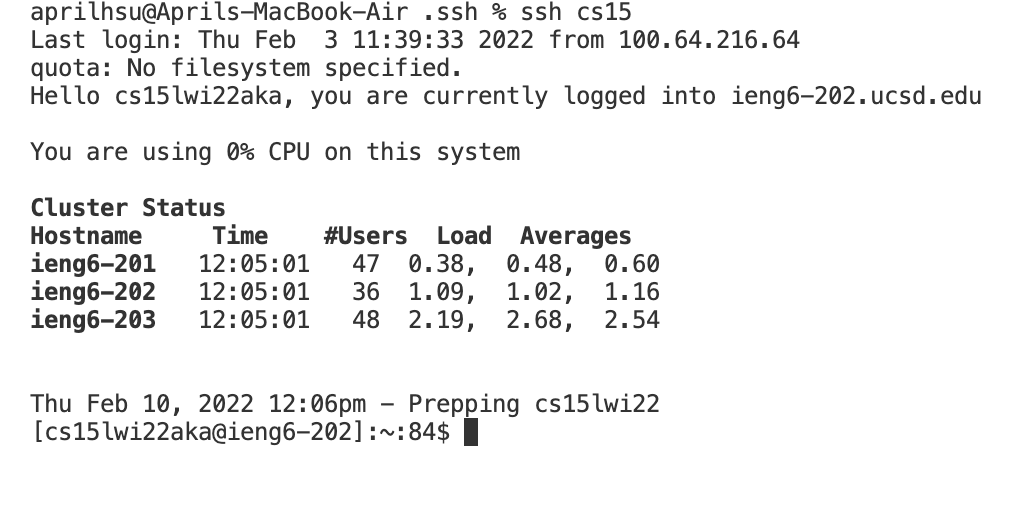 aprilhsu@Aprils-MacBook-Air .ssh % ssh cs15
Last login: Thu Feb  3 11:39:33 2022 from 100.64.216.64
quota: No filesystem specified.
Hello cs15lwi22aka, you are currently logged into ieng6-202.ucsd.edu
You are using 0% CPU on this system
Cluster Status
Hostname     Time    #Users  Load  Averages
ieng6-201   12:05:01   47  0.38,  0.48,  0.60
ieng6-202   12:05:01   36  1.09,  1.02,  1.16
ieng6-203   12:05:01   48  2.19,  2.68,  2.54
Thu Feb 10, 2022 12:06pm - Prepping cs15lwi22
[cs15lwi22aka@ieng6-202]:~:84$